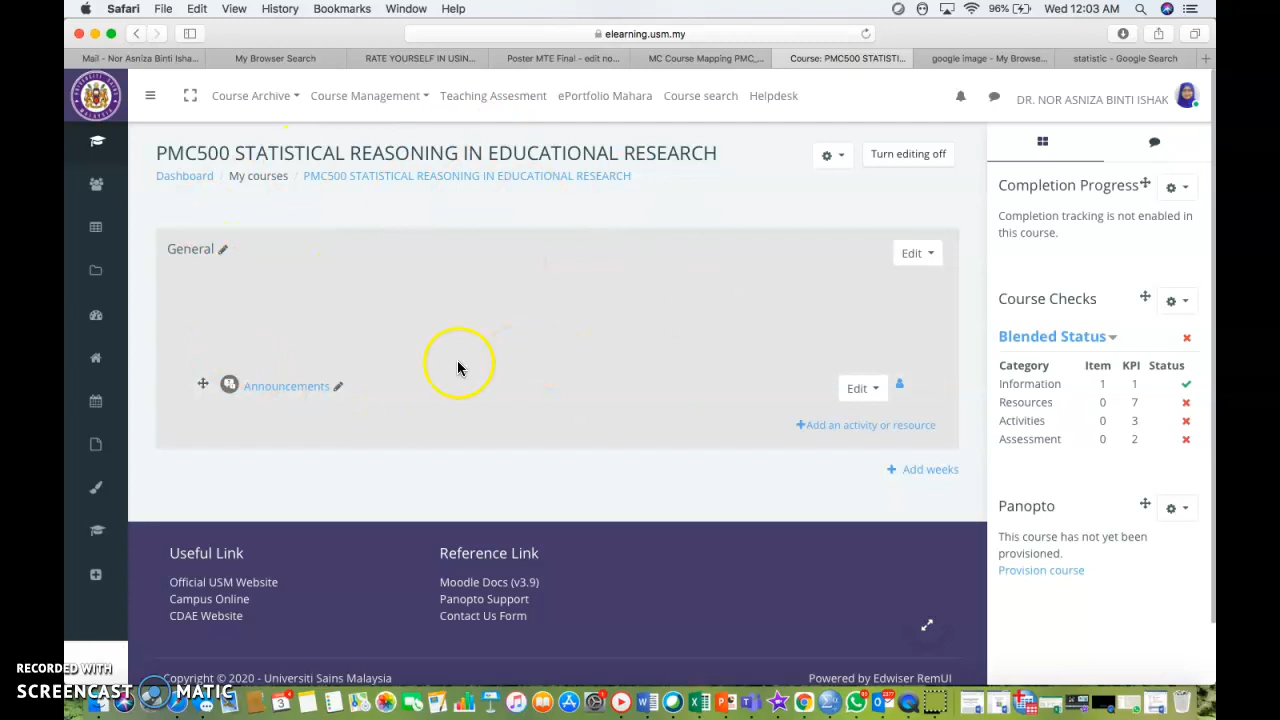 Safari File Edit View History Bookmarks Window Help 96% Wed 12:03 AM
elearning.usm.my
Mail - Nor Asniza Binti Isha... My Browser Search RATE YOURSELF IN USIN... Poster MTE Final - edit no... MC Course Mapping PMC_... Course: PMC500 STATISTI... google image - My Browse... statistic - Google Search
Course Archive Course Management Teaching Assesment ePortfolio Mahara Course search Helpdesk DR. NOR ASNIZA BINTI ISHAK
PMC500 STATISTICAL REASONING IN EDUCATIONAL RESEARCH
Turn editing off
Dashboard / My courses / PMC500 STATISTICAL REASONING IN EDUCATIONAL RESEARCH
General
Edit
Announcements
Edit
Add an activity or resource
Add weeks
Completion Progress
Completion tracking is not enabled in
this course.
Course Checks
Blended Status
Category Item KPI Status
Information 1 1
Resources 0 7
Activities 0 3
Assessment 0 2
Panopto
This course has not yet been
provisioned.
Provision course
Useful Link
Official USM Website
Campus Online
CDAE Website
Reference Link
Moodle Docs (v3.9)
Panopto Support
Contact Us Form
Copyright © 2020 - Universiti Sains Malaysia
Powered by Edwiser RemUI
RECORDED WITH
SCREENCAST MATIC